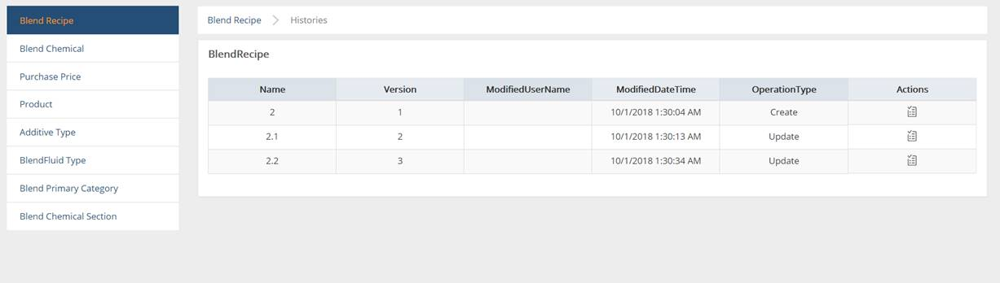 Blend Recipe
Blend Chemical
Purchase Price
Product
Additive Type
BlendFluid Type
Blend Primary Category
Blend Chemical Section
Blend Recipe Histories
BlendRecipe
Name Version ModifiedUserName ModifiedDateTime OperationType Actions
2 1 10/1/2018 1:30:04 AM Create
2.1 2 10/1/2018 1:30:13 AM Update
2.2 3 10/1/2018 1:30:34 AM Update